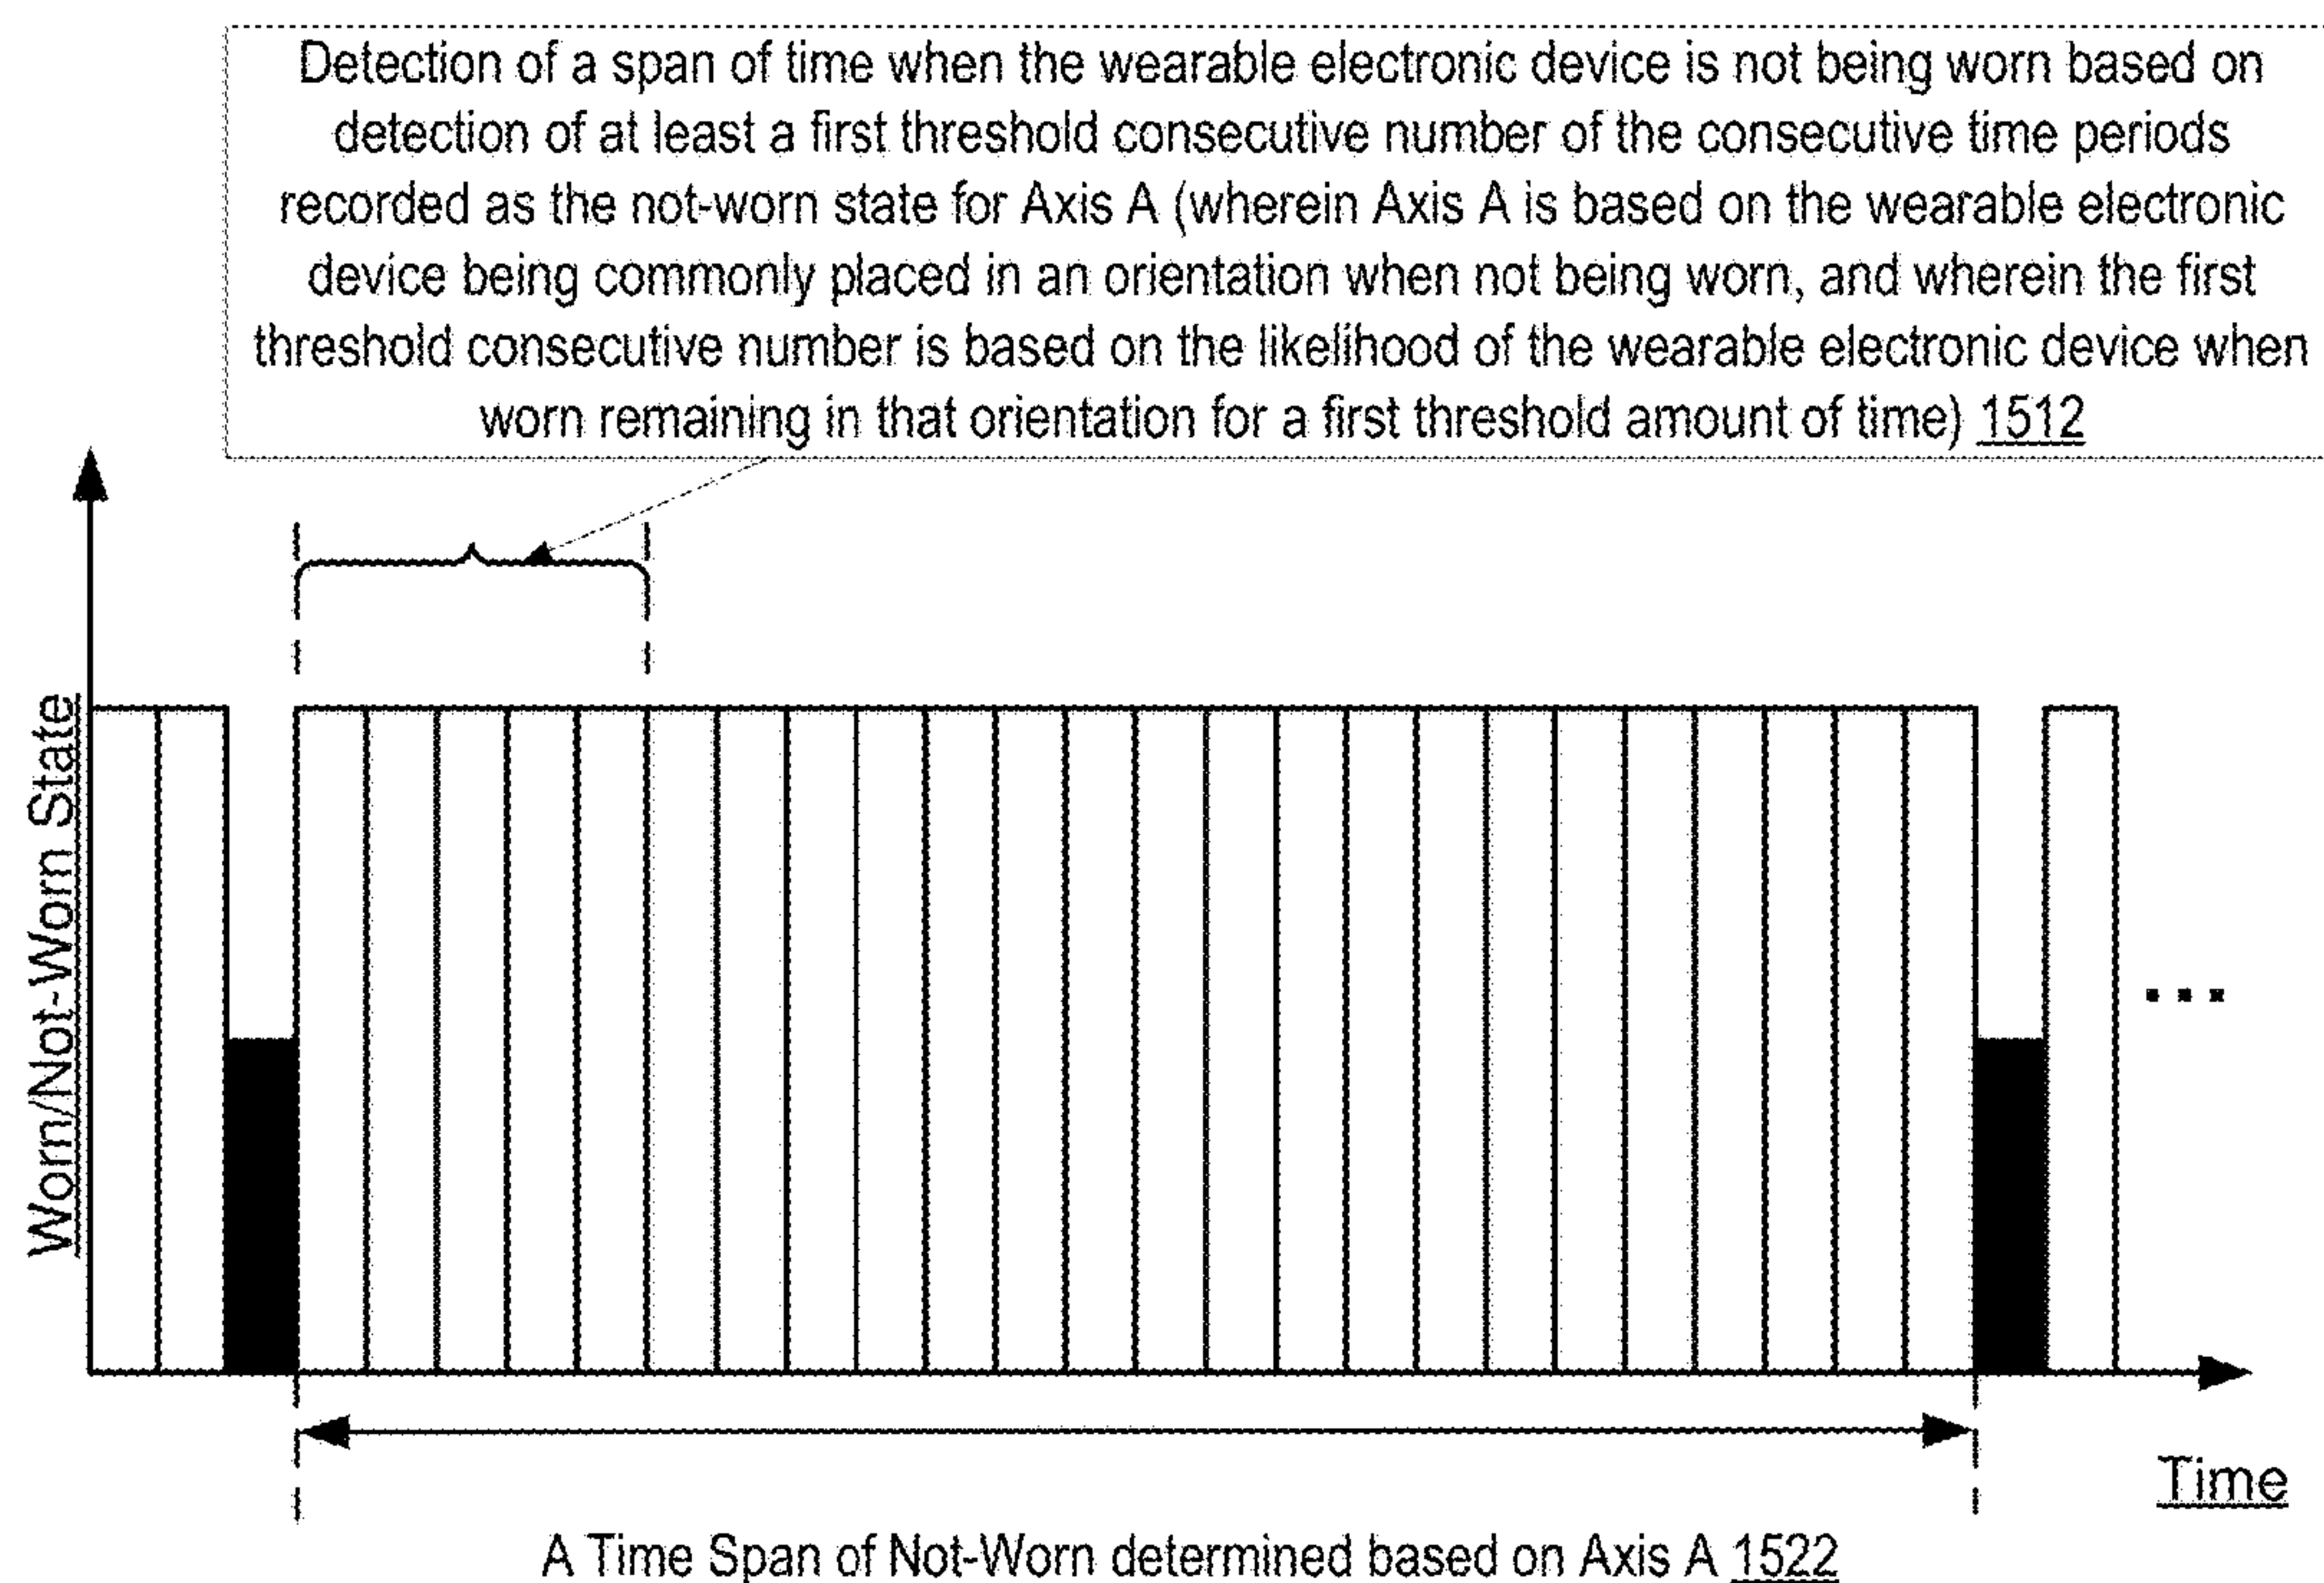 Detection of a span of time when the wearable electronic device is not being worn based on
detection of at least a first threshold consecutive number of the consecutive time periods
recorded as the not-worn state for Axis A (wherein Axis A is based on the wearable electronic
device being commonly placed in an orientation when not being worn, and wherein the first
threshold consecutive number is based on the likelihood of the wearable electronic device when
worn remaining in that orientation for a first threshold amount of time) 1512
Worn/Not-Worn State
...
Time
A Time Span of Not-Worn determined based on Axis A 1522